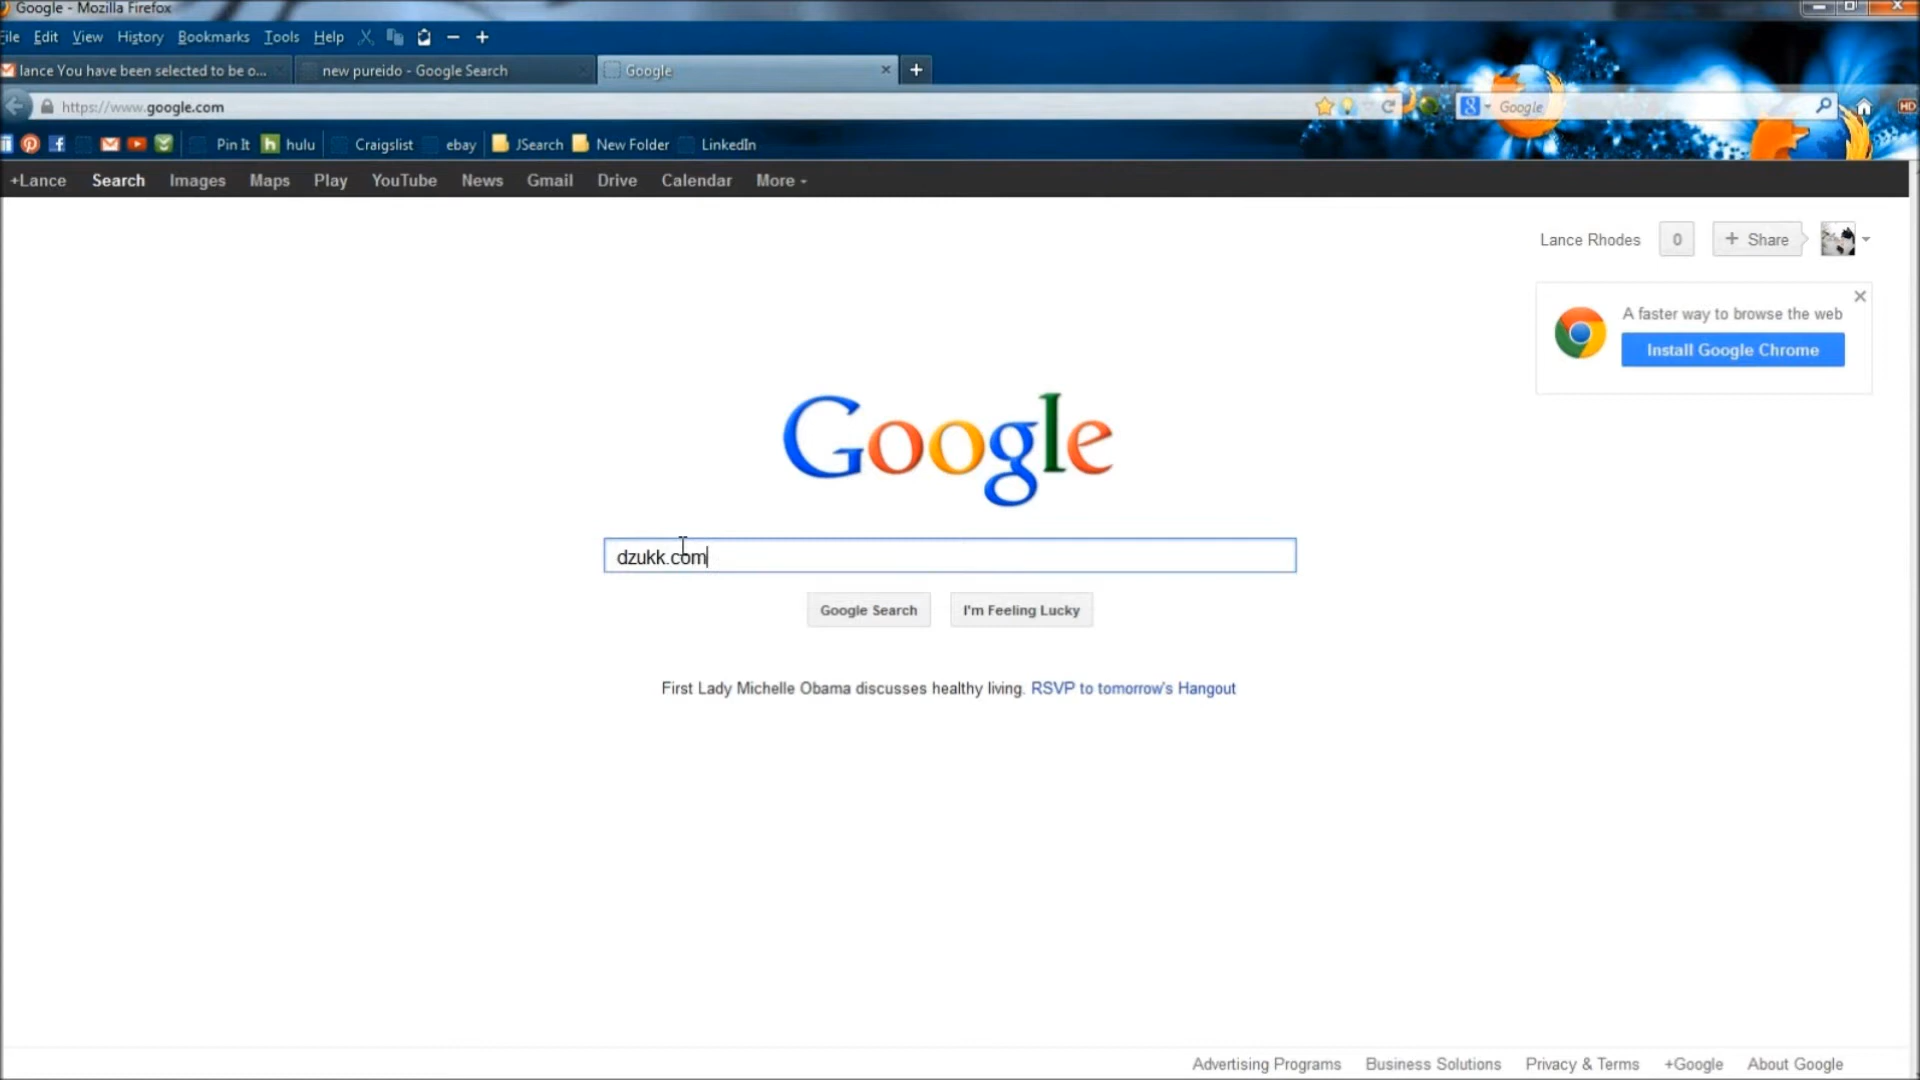 Google - Mozilla Firefox
File Edit View History Bookmarks Tools Help
lance You have been selected to be o...
new pureido - Google Search
Google
https://www.google.com
Google
Pin It hulu Craigslist ebay JSearch New Folder LinkedIn
+Lance Search Images Maps Play YouTube News Gmail Drive Calendar More
Lance Rhodes 0 + Share
A faster way to browse the web
Install Google Chrome
Google
dzukk.com
Google Search I'm Feeling Lucky
First Lady Michelle Obama discusses healthy living. RSVP to tomorrow's Hangout
Advertising Programs Business Solutions Privacy & Terms +Google About Google